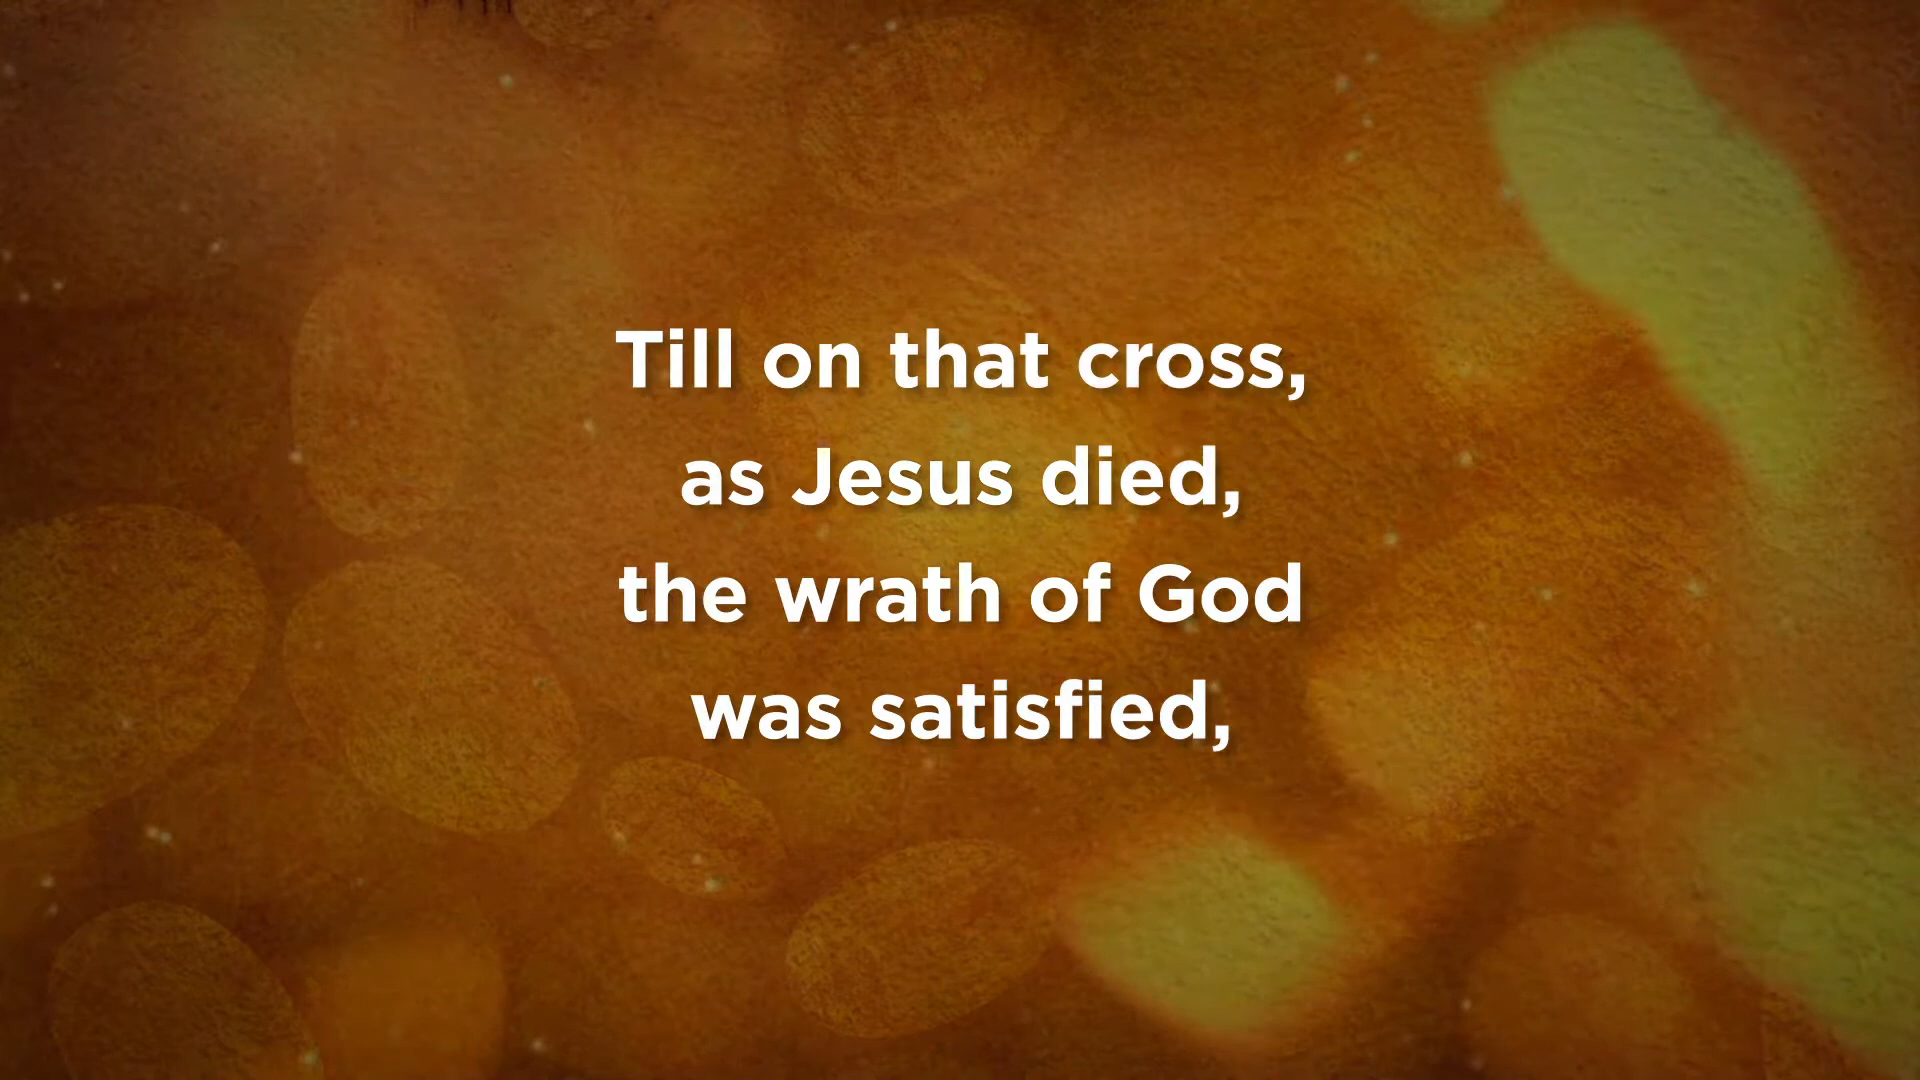 Till on that cross,
as Jesus died,
the wrath of God
was satisfied,